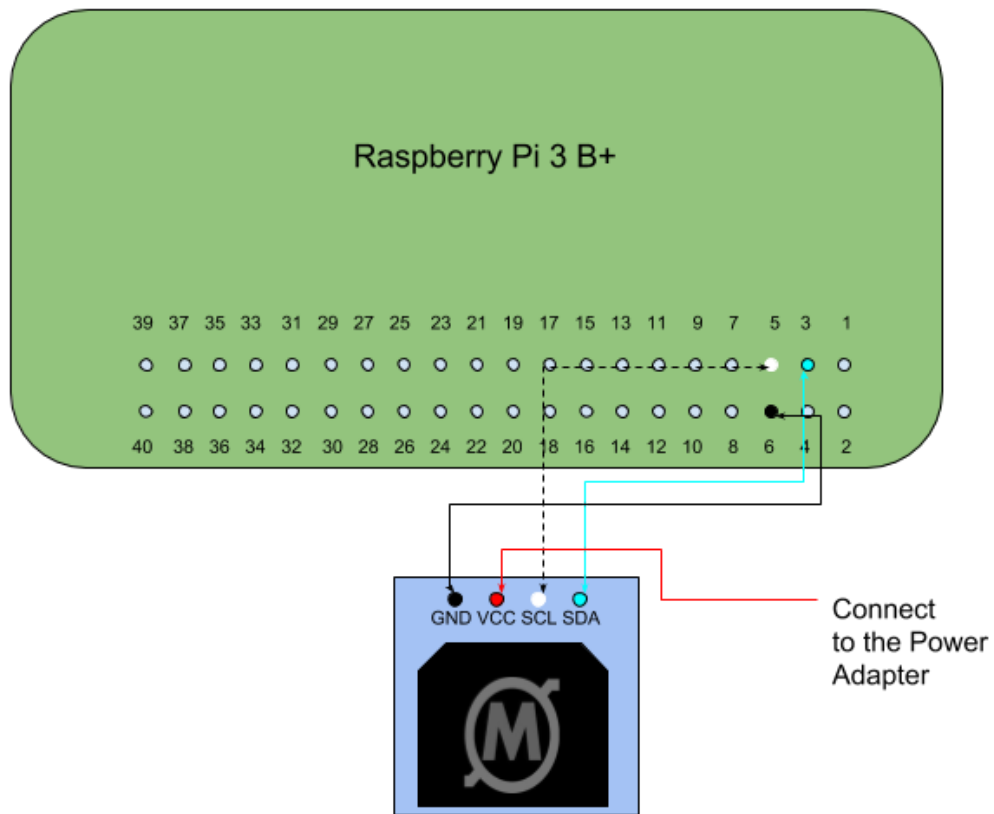 Raspberry Pi 3 B+
39 37 35 33 31 29 27 25 23 21 19 17 15 13 11 9 7 5 3 1
40 38 36 34 32 30 28 26 24 22 20 18 16 14 12 10 8 6 4 2
GND VCC SCL SDA
M
Connect
to the Power
Adapter